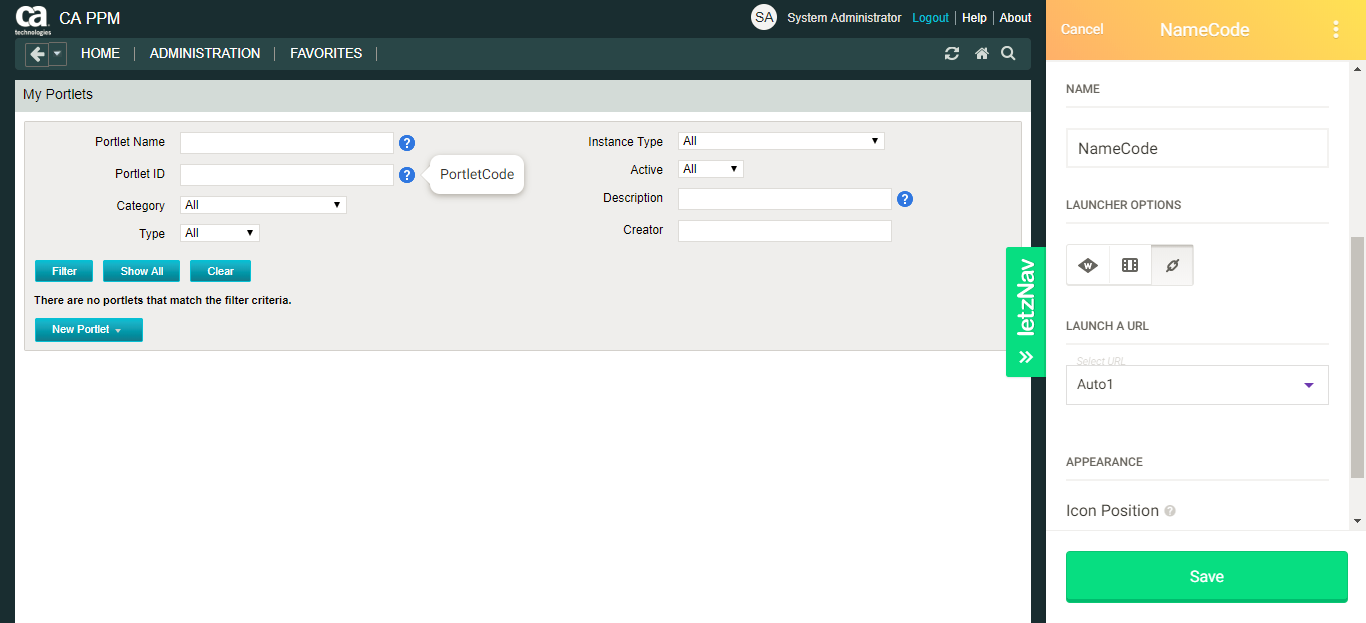 ca
technologies
CA PPM
SA System Administrator Logout Help About
HOME ADMINISTRATION FAVORITES
My Portlets
Portlet Name ?
Portlet ID ? PortletCode
Category All
Type All
Instance Type All
Active All
Description ?
Creator
Filter Show All Clear
There are no portlets that match the filter criteria.
New Portlet
letzNav
Cancel NameCode
NAME
NameCode
LAUNCHER OPTIONS
W
LAUNCH A URL
Select URL
Auto1
APPEARANCE
Icon Position ?
Save